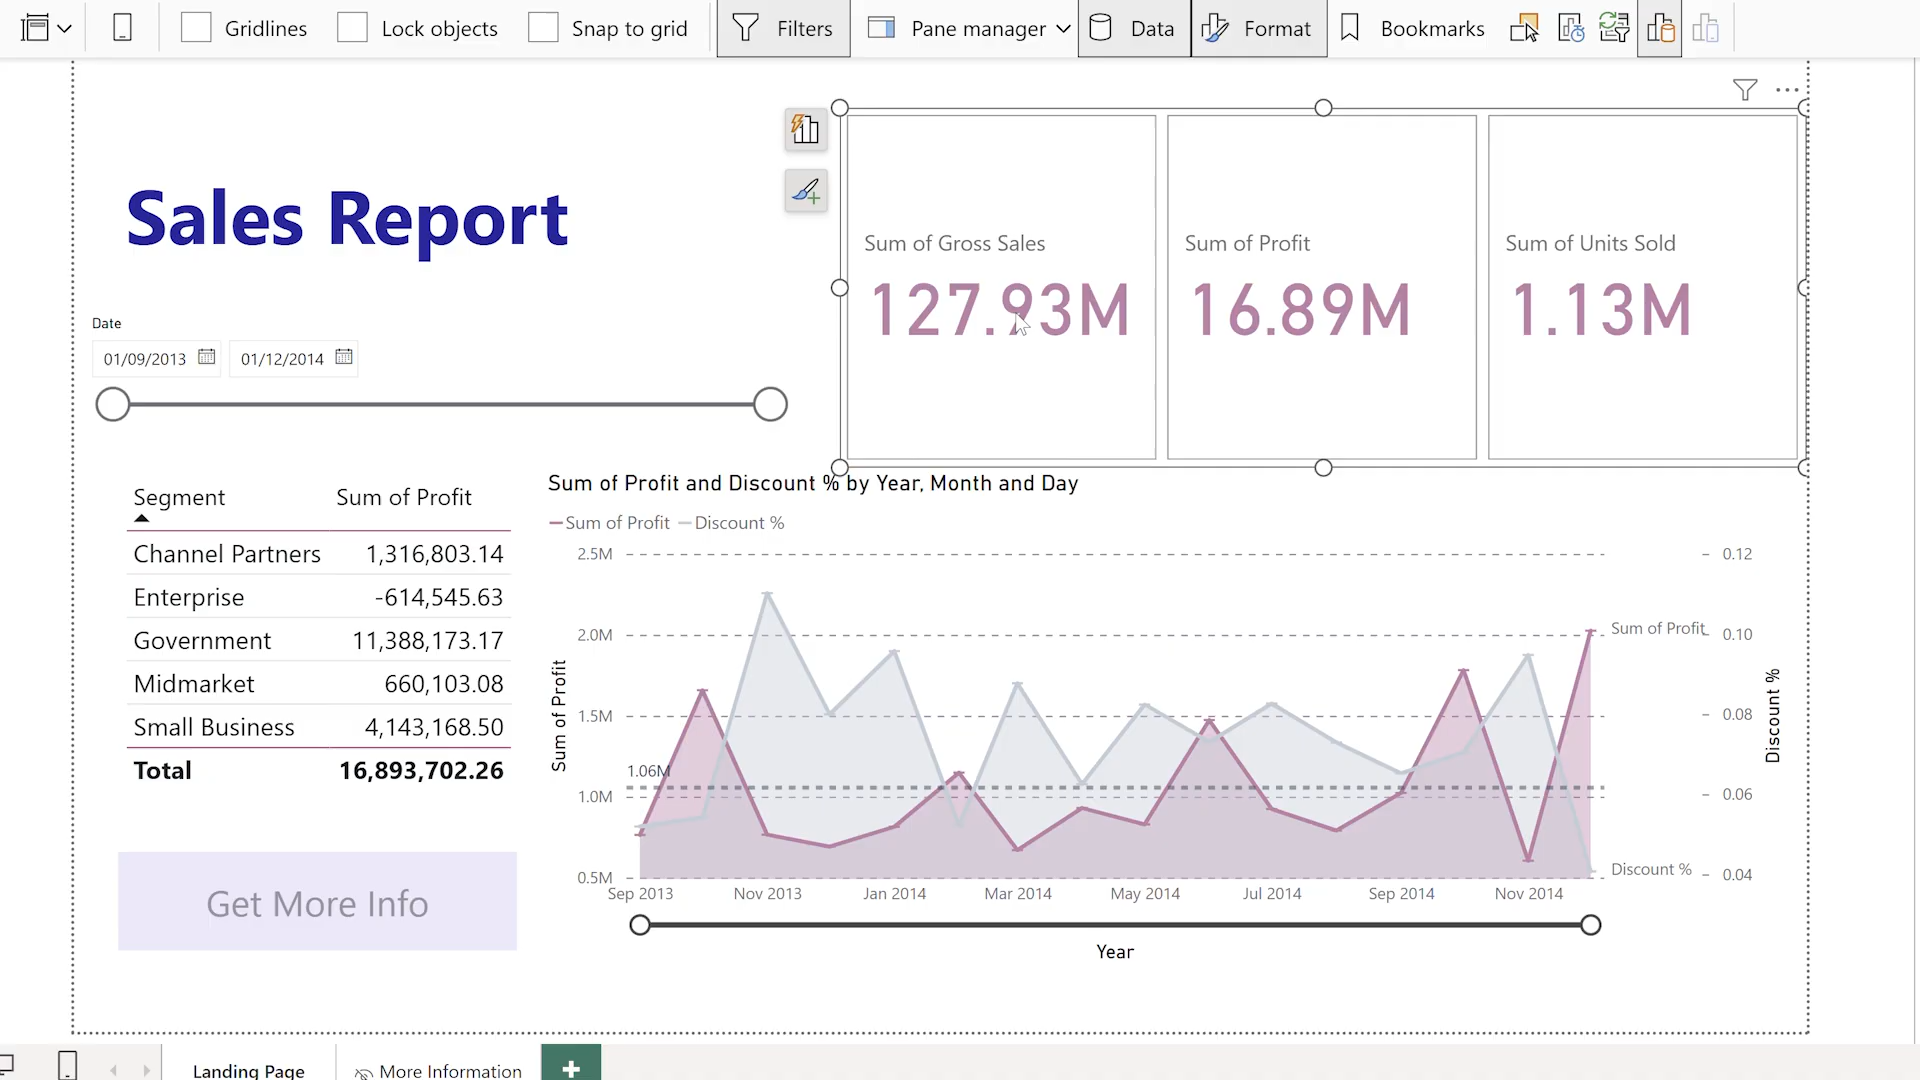 Gridlines
Lock objects
Snap to grid
Filters
Pane manager
Data
Format
Bookmarks
Sales Report
Sum of Gross Sales
127.93M
Sum of Profit
16.89M
Sum of Units Sold
1.13M
Date
01/09/2013
01/12/2014
Segment Sum of Profit
Channel Partners 1,316,803.14
Enterprise -614,545.63
Government 11,388,173.17
Midmarket 660,103.08
Small Business 4,143,168.50
Total 16,893,702.26
Get More Info
Sum of Profit and Discount % by Year, Month and Day
Sum of Profit Discount %
2.5M
2.0M
1.5M
1.0M
0.5M
Sum of Profit
1.06M
0.12
0.10
0.08
0.06
0.04
Discount %
Sum of Profit
Discount %
Sep 2013 Nov 2013 Jan 2014 Mar 2014 May 2014 Jul 2014 Sep 2014 Nov 2014
Year
Landing Page
More Information
+